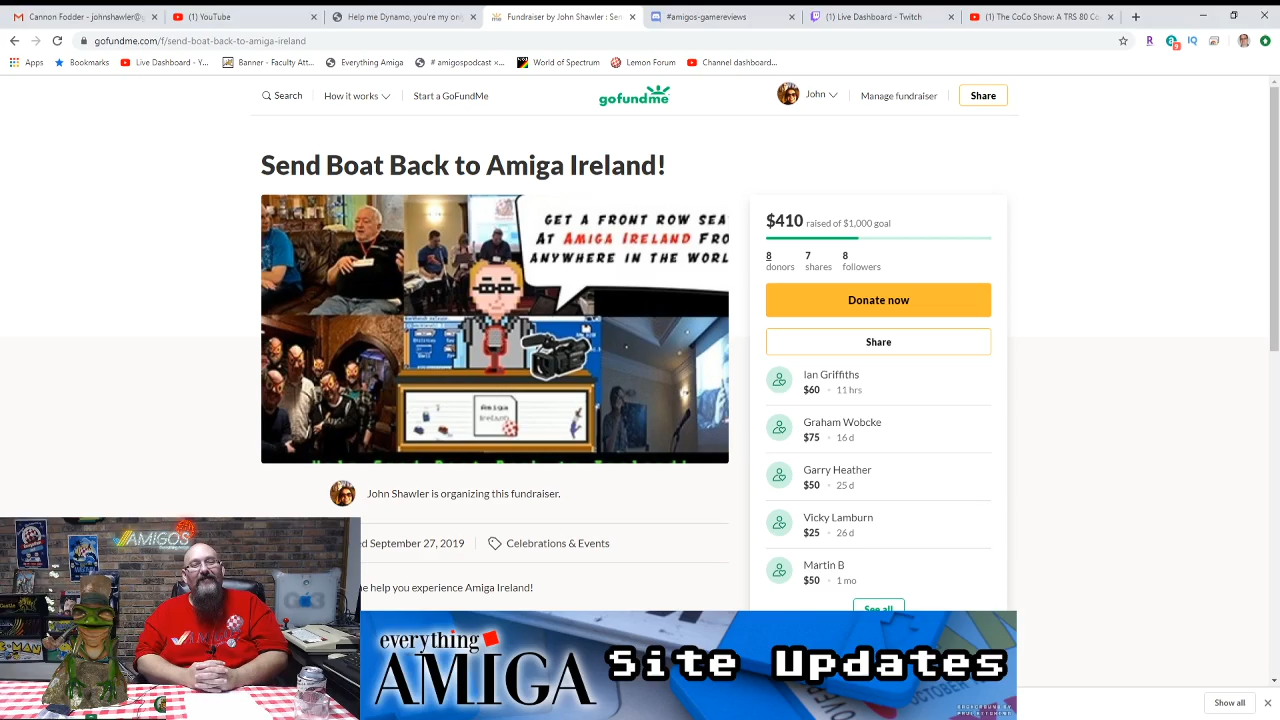 Cannon Fodder - johnshawler@g
(1) YouTube
Help me Dynamo, you're my onl
Fundraiser by John Shawler : Sen
#amigos-gamereviews
(1) Live Dashboard - Twitch
(1) The CoCo Show: A TRS 80 Co
gofundme.com/f/send-boat-back-to-amiga-ireland
Apps
Bookmarks
Live Dashboard - Y...
Banner - Faculty Att...
Everything Amiga
# amigospodcast ×...
World of Spectrum
Lemon Forum
Channel dashboard...
Search
How it works
Start a GoFundMe
gofundme
John
Manage fundraiser
Share
Send Boat Back to Amiga Ireland!
GET A FRONT ROW SEA
AT AMIGA IRELAND FRO
ANYWHERE IN THE WORL
Amiga
Ireland
$410 raised of $1,000 goal
8 donors
7 shares
8 followers
Donate now
Share
Ian Griffiths
$60 • 11 hrs
Graham Wobcke
$75 • 16 d
Garry Heather
$50 • 25 d
Vicky Lamburn
$25 • 26 d
Martin B
$50 • 1 mo
See all
John Shawler is organizing this fundraiser.
d September 27, 2019
Celebrations & Events
e help you experience Amiga Ireland!
AMIGOS
everything
AMIGA
Site Updates
Show all